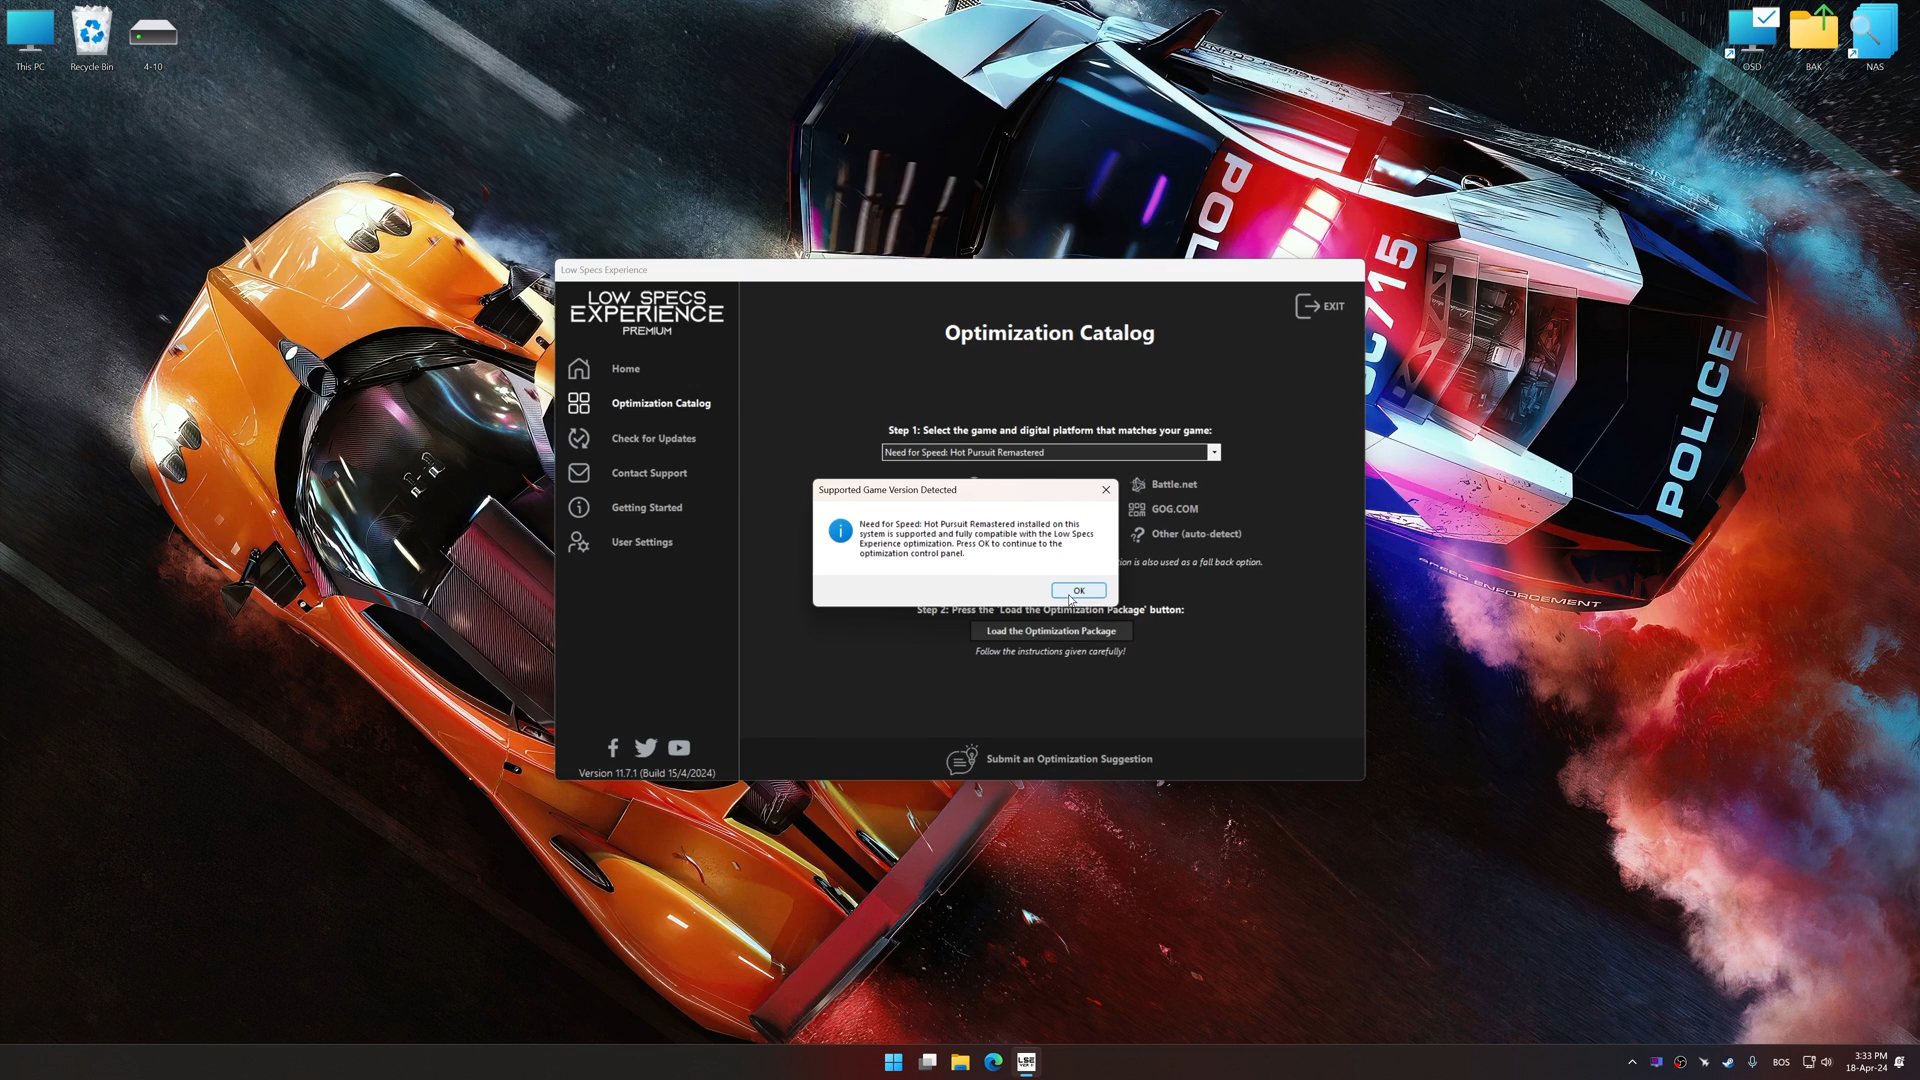 This PC
Recycle Bin
4-10
OSD
BAK
NAS
POLICE
SC715
POLICE
SPEED ENFORCEMENT
Low Specs Experience
LOW SPECS
EXPERIENCE
PREMIUM
Home
Optimization Catalog
Check for Updates
Contact Support
Getting Started
User Settings
Version 11.7.1 (Build 15/4/2024)
EXIT
Optimization Catalog
Step 1: Select the game and digital platform that matches your game:
Need for Speed: Hot Pursuit Remastered
Battle.net
GOG.COM
Other (auto-detect)
is also used as a fall back option.
Supported Game Version Detected
Need for Speed: Hot Pursuit Remastered installed on this
system is supported and fully compatible with the Low Specs
Experience optimization. Press OK to continue to the
optimization control panel.
OK
Step 2: Press the 'Load the Optimization Package' button:
Load the Optimization Package
Follow the instructions given carefully!
Submit an Optimization Suggestion
LSE
BOS
3:33 PM
18-Apr-24